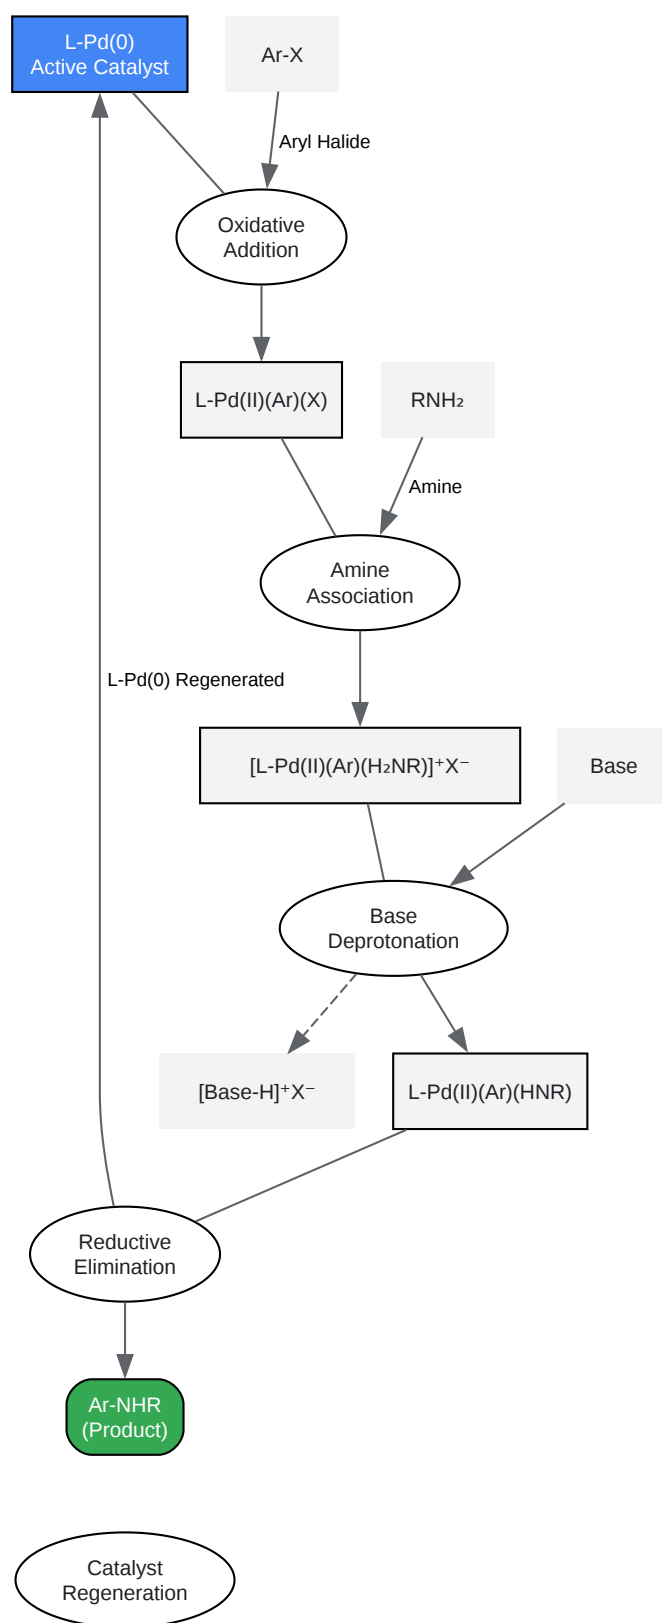 L-Pd(0)
Active Catalyst
Ar-X
Aryl Halide
Oxidative
Addition
L-Pd(II)(Ar)(X)
RNH₂
Amine
Amine
Association
L-Pd(0) Regenerated
[L-Pd(II)(Ar)(H₂NR)]⁺X⁻
Base
Base
Deprotonation
[Base-H]⁺X⁻
L-Pd(II)(Ar)(HNR)
Reductive
Elimination
Ar-NHR
(Product)
Catalyst
Regeneration